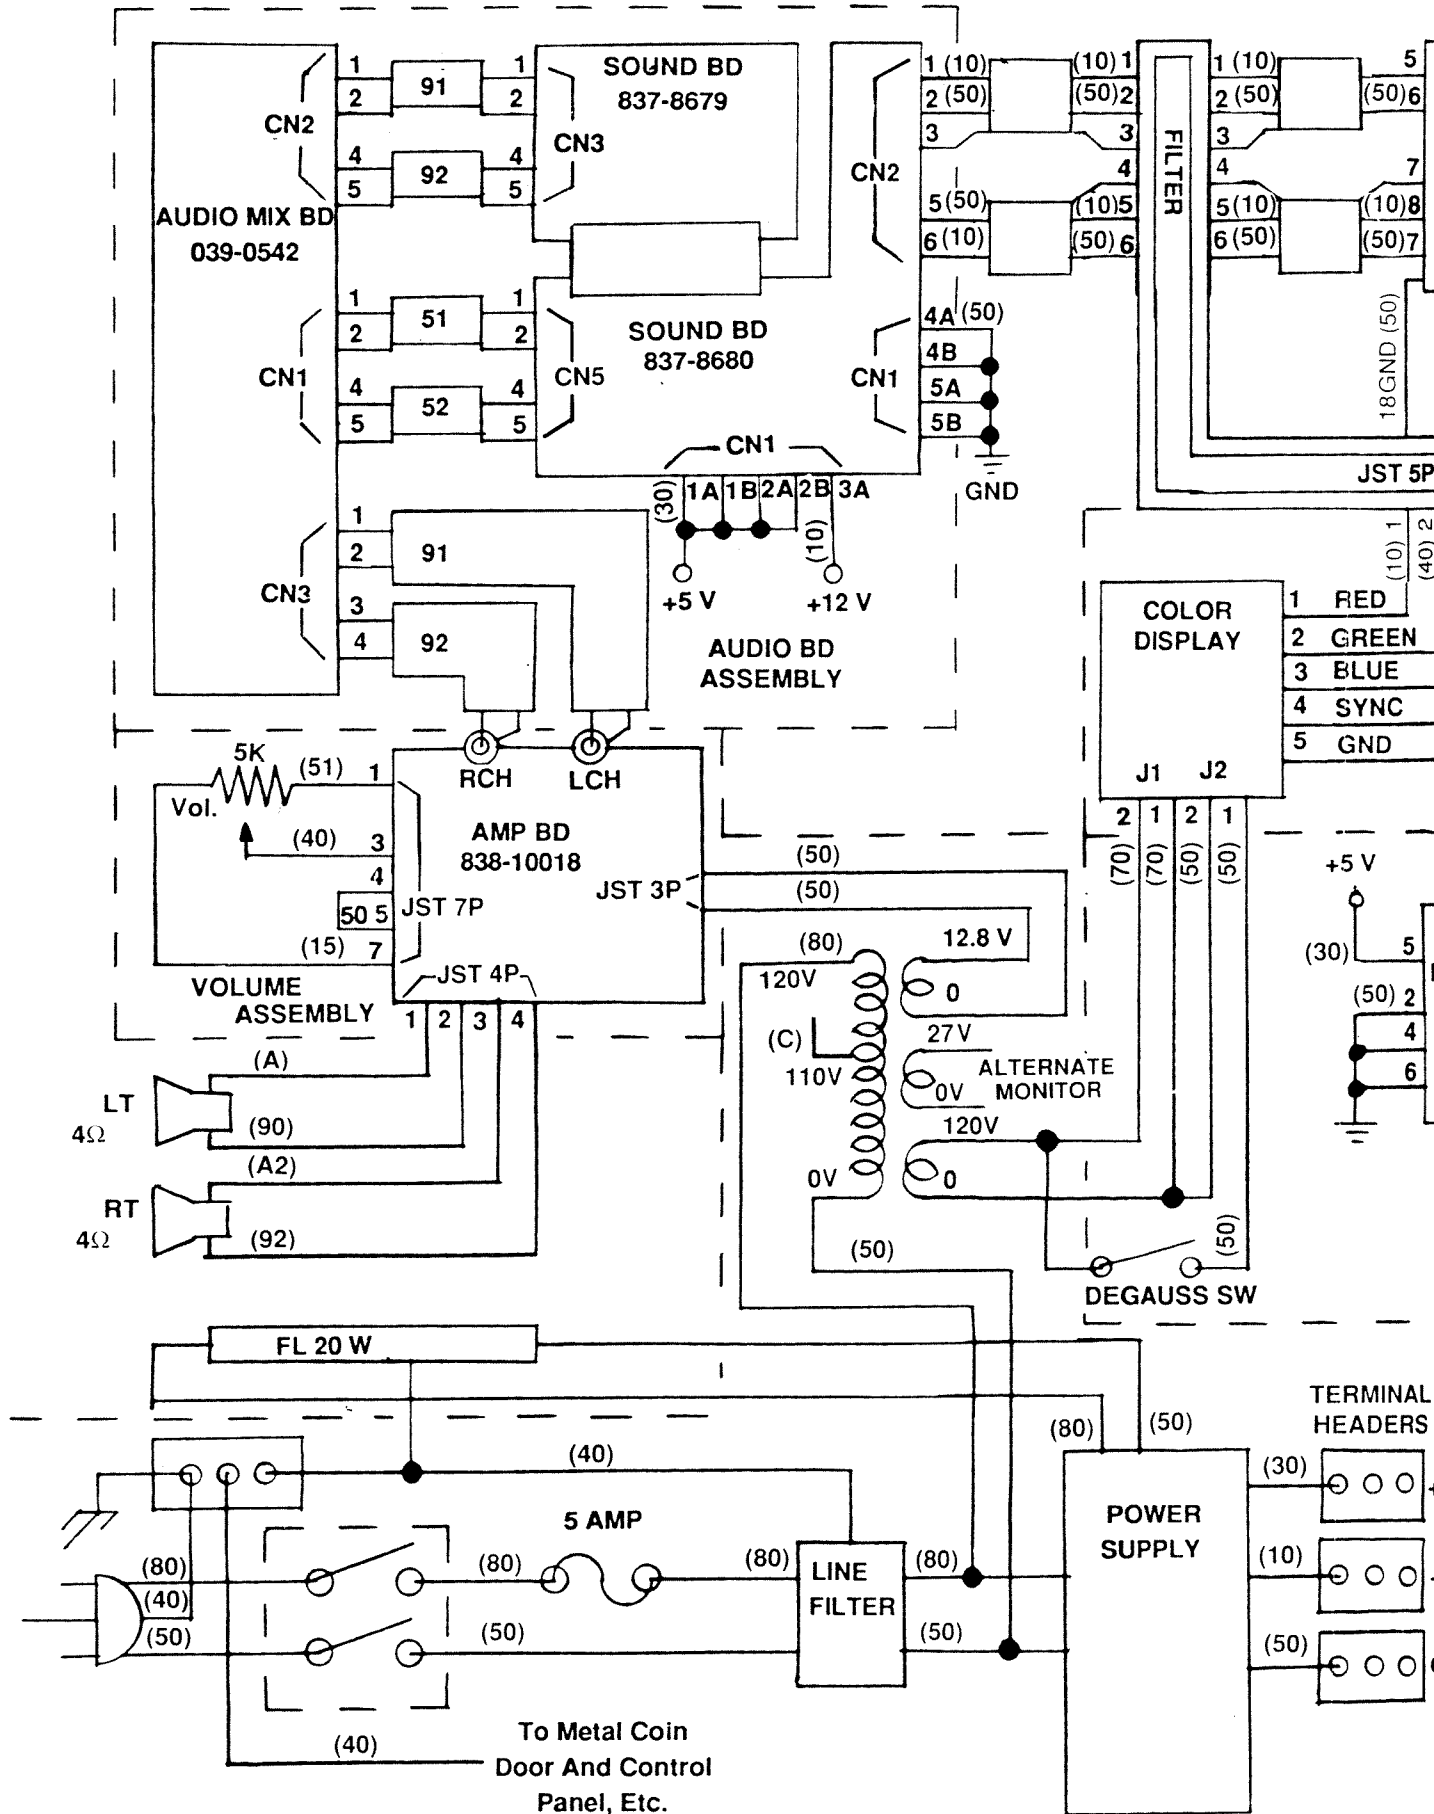 1 91 1
2 2
CN2 CN3
4 92 4
5 5
AUDIO MIX BD
039-0542
SOUND BD
837-8679
1 51 1
2 2
CN1 CN5
4 52 4
5 5
SOUND BD
837-8680
CN2
1 (10) (10) 1
2 (50) (50) 2
3 3
4
5 (50) (10) 5
6 (10) (50) 6
FILTER
1 (10) 5
2 (50) (50) 6
3
4 7
5 (10) (10) 8
6 (50) (50) 7
18GND (50)
JST 5P
CN1
4A (50)
4B
5A
5B
GND
CN1
(30) 1A 1B 2A 2B 3A
(10)
+5 V +12 V
AUDIO BD
ASSEMBLY
CN3
1
2 91
3
4 92
(10) 1
(40) 2
COLOR
DISPLAY
1 RED
2 GREEN
3 BLUE
4 SYNC
5 GND
J1 J2
2 1 2 1
(70) (70) (50) (50)
RCH LCH
5K
Vol.
(51) 1
(40) 3
4
50 5
(15) 7
JST 7P
AMP BD
838-10018
JST 3P
(50)
(50)
JST 4P
1 2 3 4
VOLUME
ASSEMBLY
+5 V
(30) 5
(50) 2
4
6
(80)
120V
(C)
110V
0V
(50)
12.8 V
0
27V
ALTERNATE
MONITOR
0V
120V
0
(50)
DEGAUSS SW
LT
4Ω
(A)
(90)
RT
4Ω
(A2)
(92)
FL 20 W
(80) (50)
TERMINAL
HEADERS
(40)
5 AMP
(80) (80) (80) (80)
(40)
(50) (50) (50)
LINE
FILTER
POWER
SUPPLY
(30)
(10)
(50)
(40)
To Metal Coin
Door And Control
Panel, Etc.